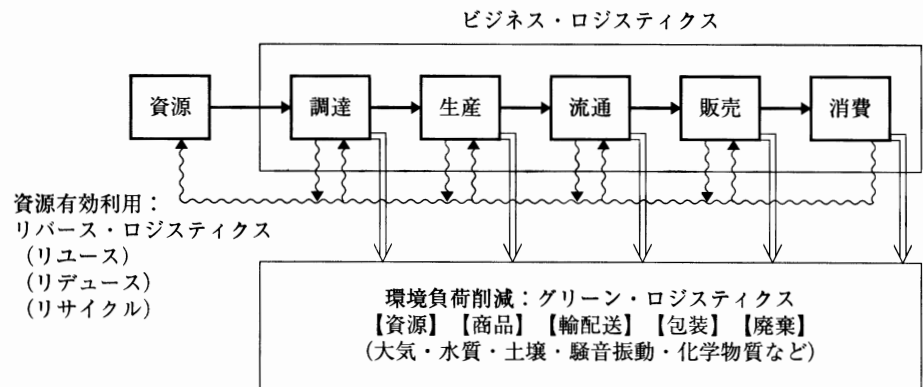 ビジネス・ロジスティクス
資源
調達
生産
流通
販売
消費
資源有効利用：
リバース・ロジスティクス
（リユース）
（リデュース）
（リサイクル）
環境負荷削減：グリーン・ロジスティクス
【資源】【商品】【輸配送】【包装】【廃棄】
（大気・水質・土壌・騒音振動・化学物質など）